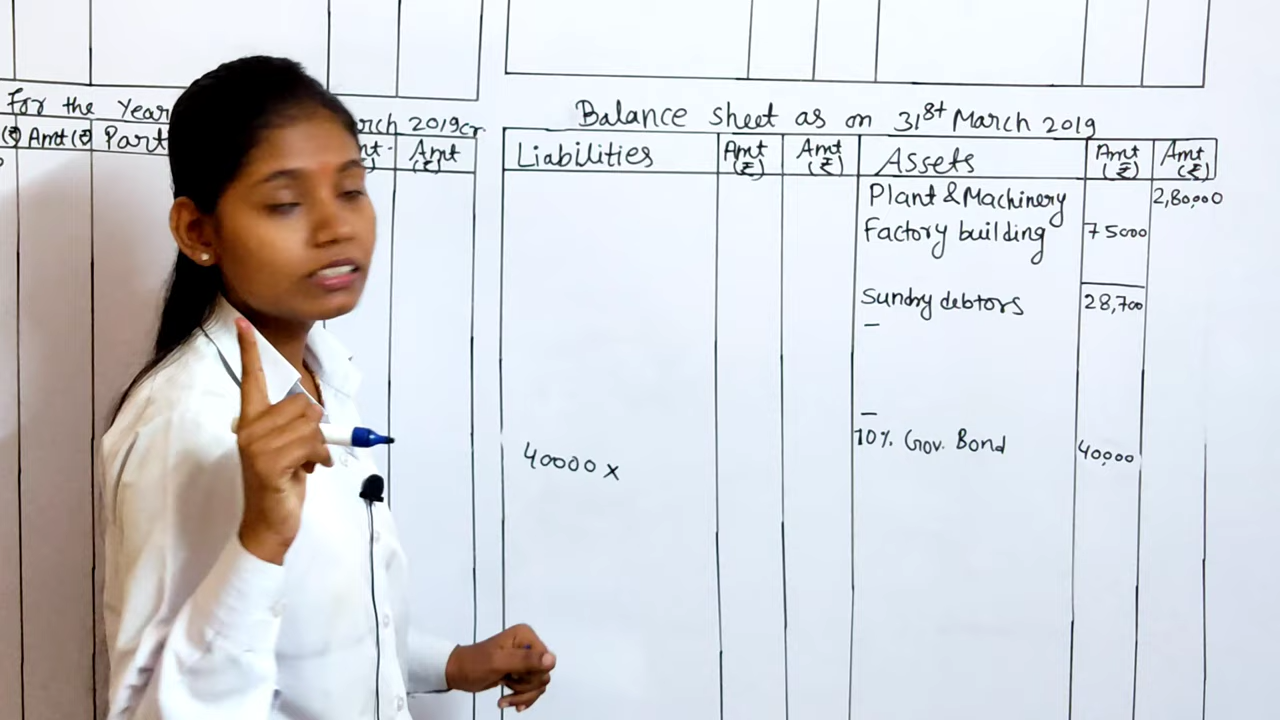 For the Year
rch 2019 cr.
(₹) Amt(₹) Part
nt. Amt (₹)
Balance sheet as on 31st March 2019
Liabilities Amt (₹) Amt (₹) Assets Amt (₹) Amt (₹)
Plant & Machinery 2,80,000
Factory building 75000
Sundry debtors 28,700
10% Gov. Bond 40,000
40000 x